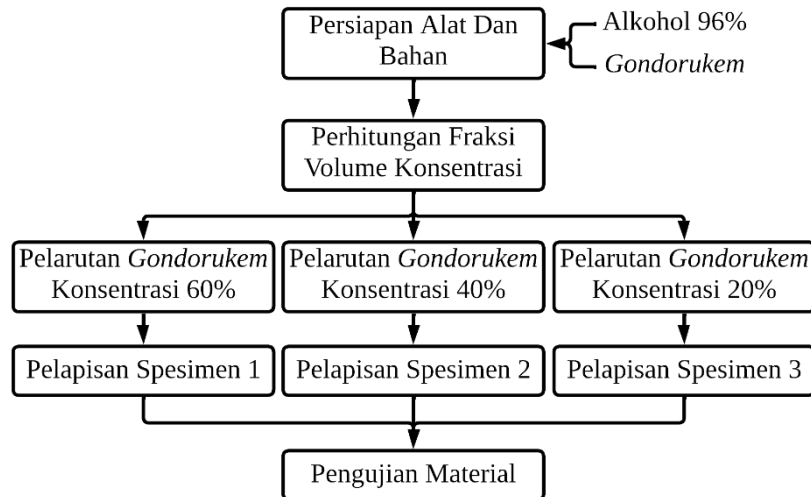 Persiapan Alat Dan
Bahan
Alkohol 96%
Gondorukem
Perhitungan Fraksi
Volume Konsentrasi
Pelarutan Gondorukem
Konsentrasi 60%
Pelarutan Gondorukem
Konsentrasi 40%
Pelarutan Gondorukem
Konsentrasi 20%
Pelapisan Spesimen 1
Pelapisan Spesimen 2
Pelapisan Spesimen 3
Pengujian Material